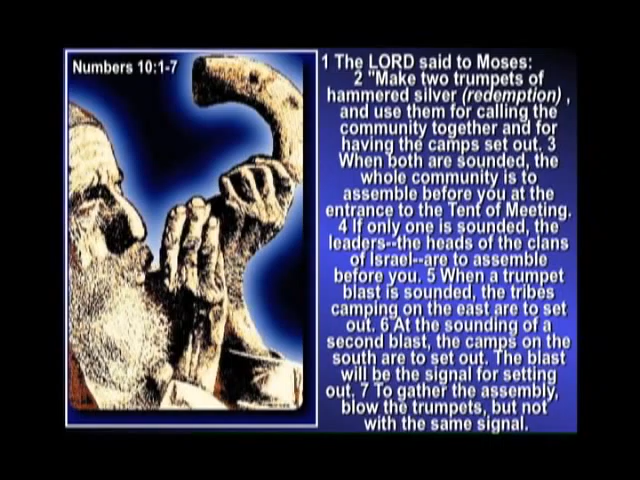 Numbers 10:1-7
1 The LORD said to Moses:
2 "Make two trumpets of
hammered silver (redemption) ,
and use them for calling the
community together and for
having the camps set out. 3
When both are sounded, the
whole community is to
assemble before you at the
entrance to the Tent of Meeting.
4 If only one is sounded, the
leaders--the heads of the clans
of Israel--are to assemble
before you. 5 When a trumpet
blast is sounded, the tribes
camping on the east are to set
out. 6 At the sounding of a
second blast, the camps on the
south are to set out. The blast
will be the signal for setting
out. 7 To gather the assembly,
blow the trumpets, but not
with the same signal.